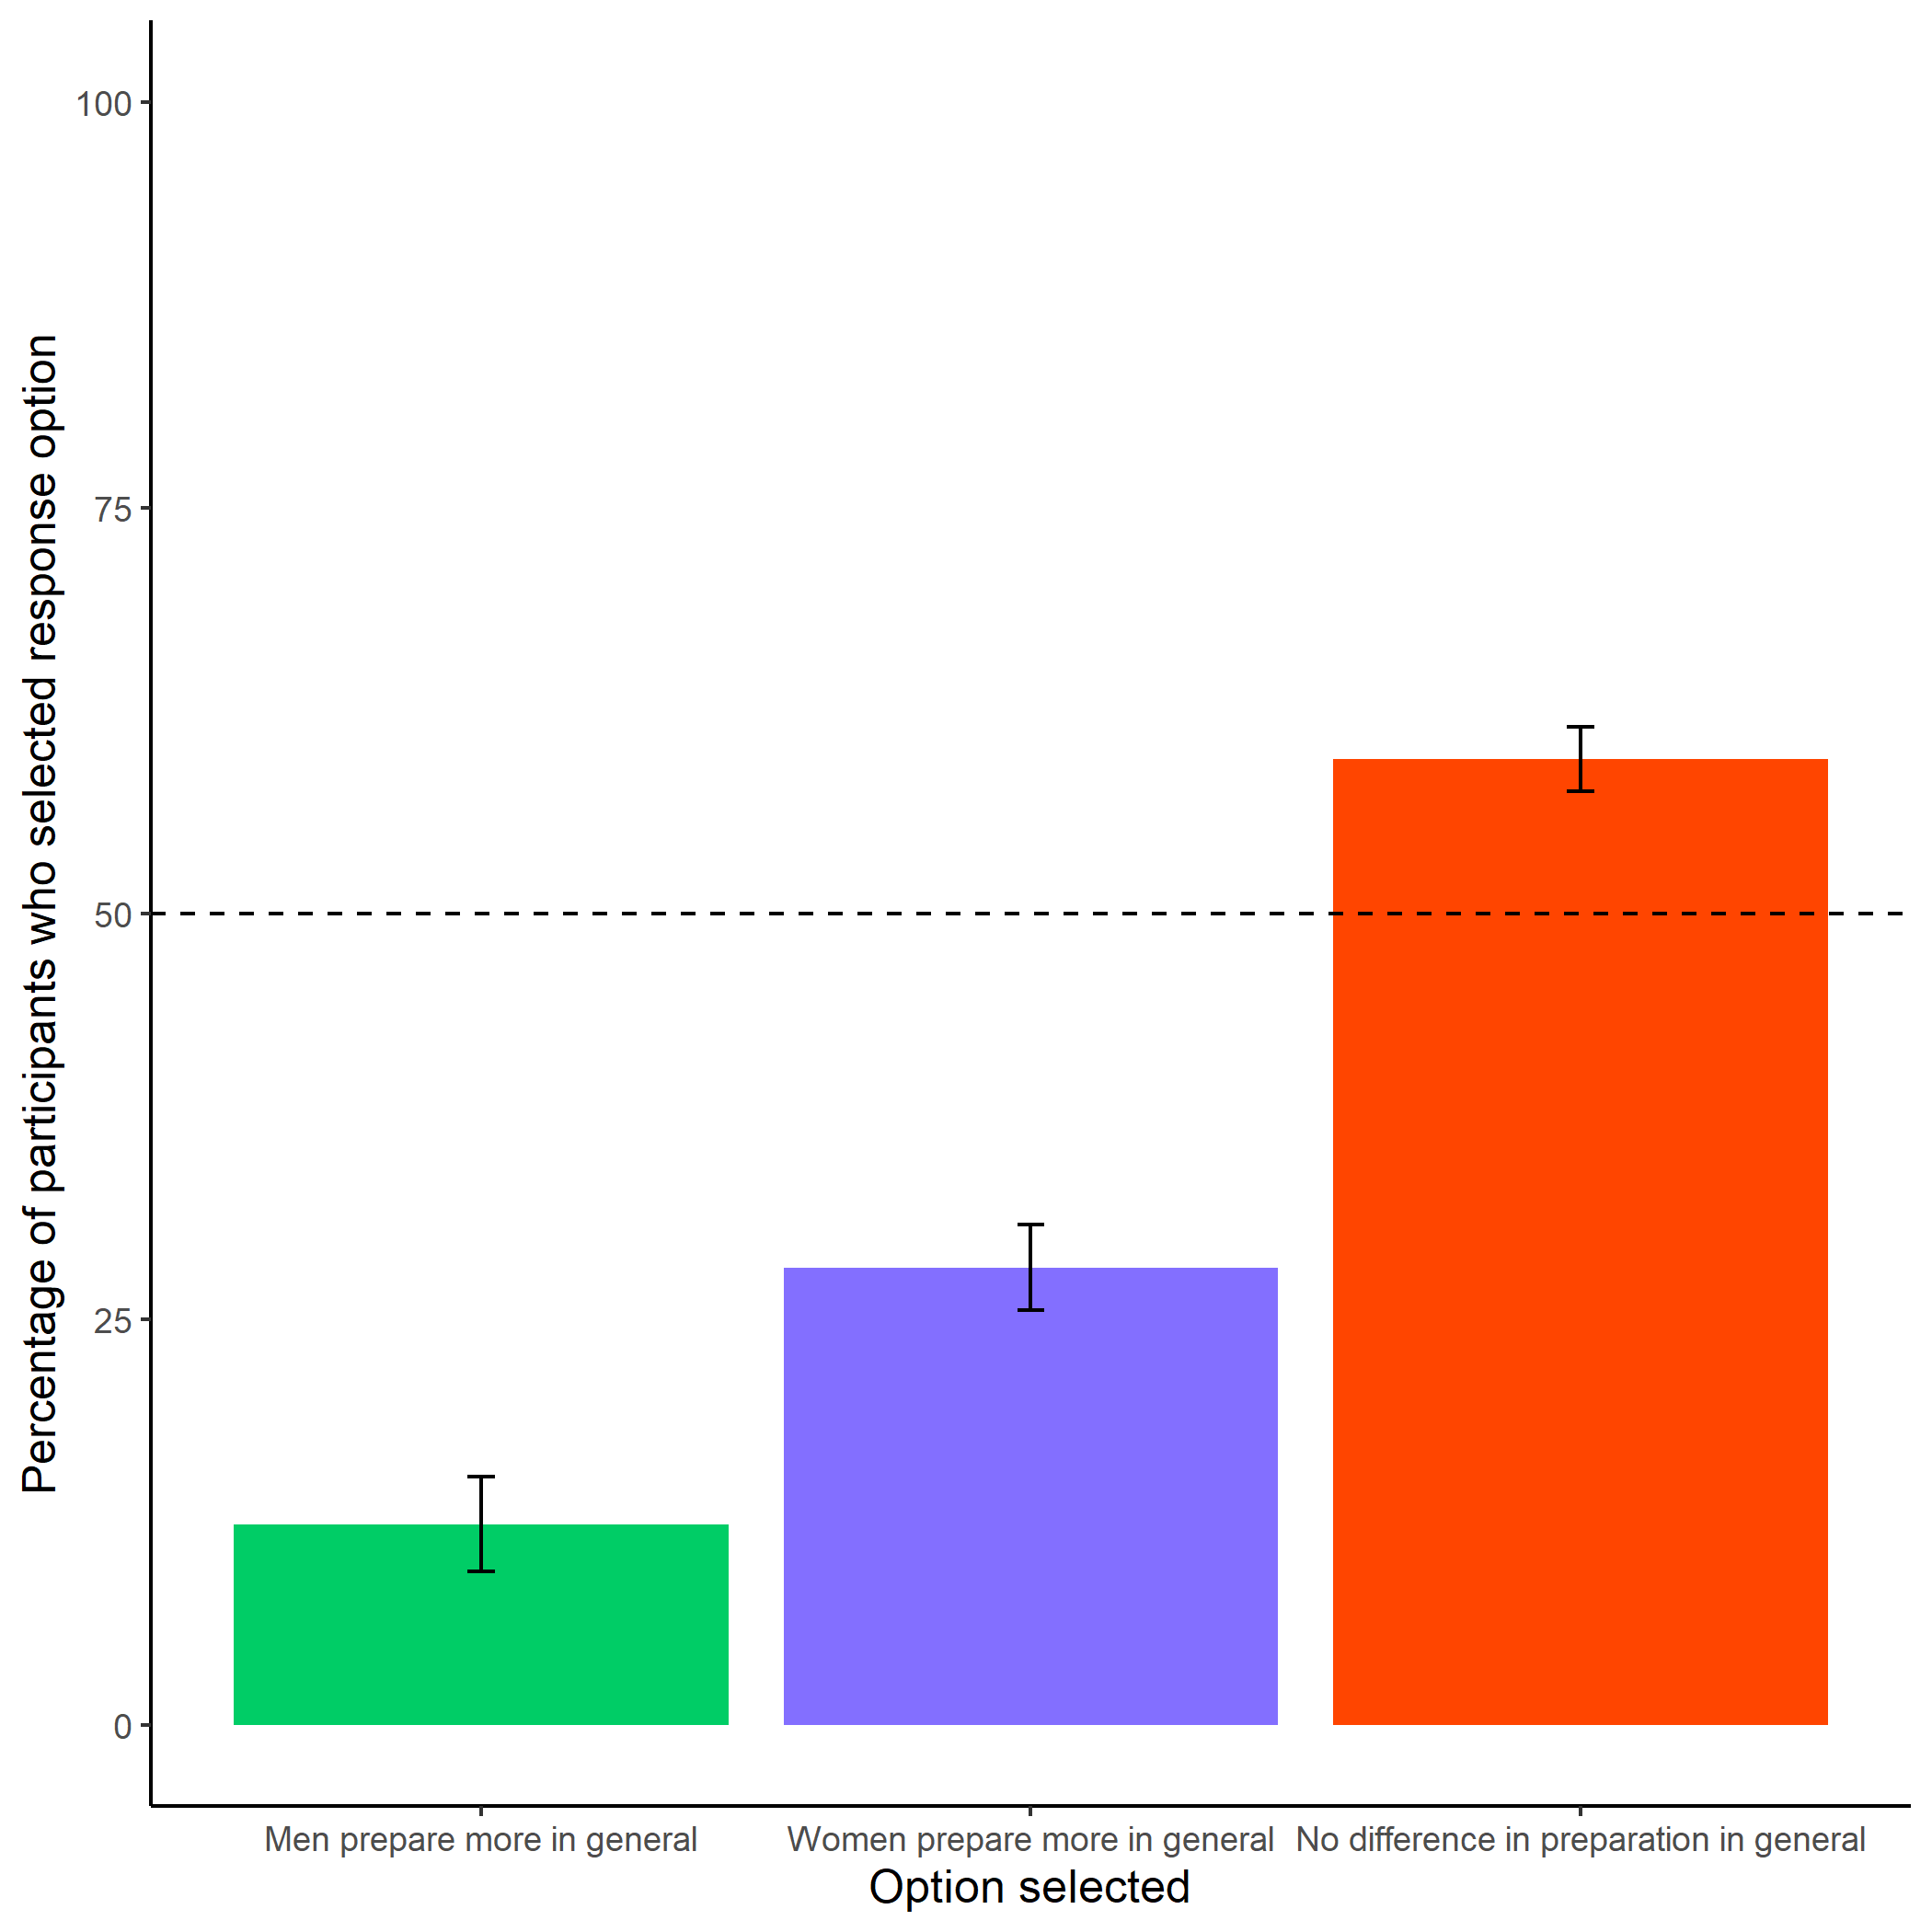 Percentage of participants who selected response option
100
75
50
25
0
Men prepare more in general
Women prepare more in general
No difference in preparation in general
Option selected